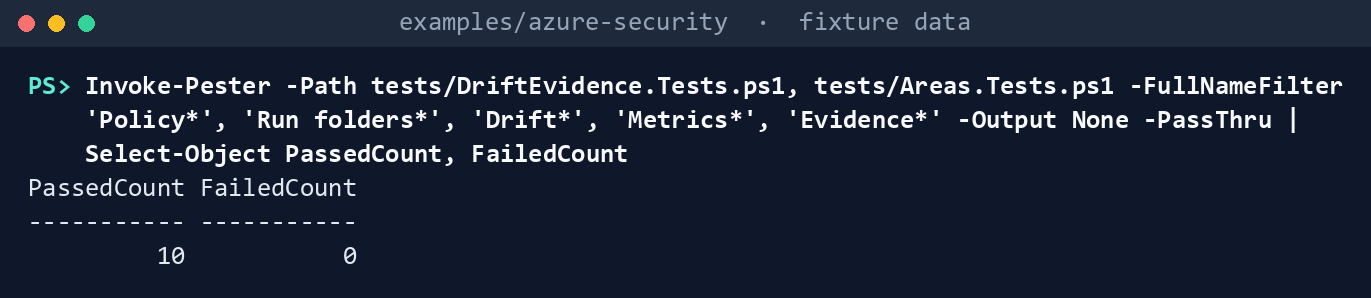 examples/azure-security · fixture data
PS> Invoke-Pester -Path tests/DriftEvidence.Tests.ps1, tests/Areas.Tests.ps1 -FullNameFilter
'Policy*', 'Run folders*', 'Drift*', 'Metrics*', 'Evidence*' -Output None -PassThru |
Select-Object PassedCount, FailedCount
PassedCount FailedCount
----------- -----------
10 0